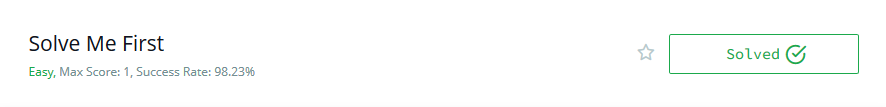 Solve Me First
Solved
Easy, Max Score: 1, Success Rate: 98.23%